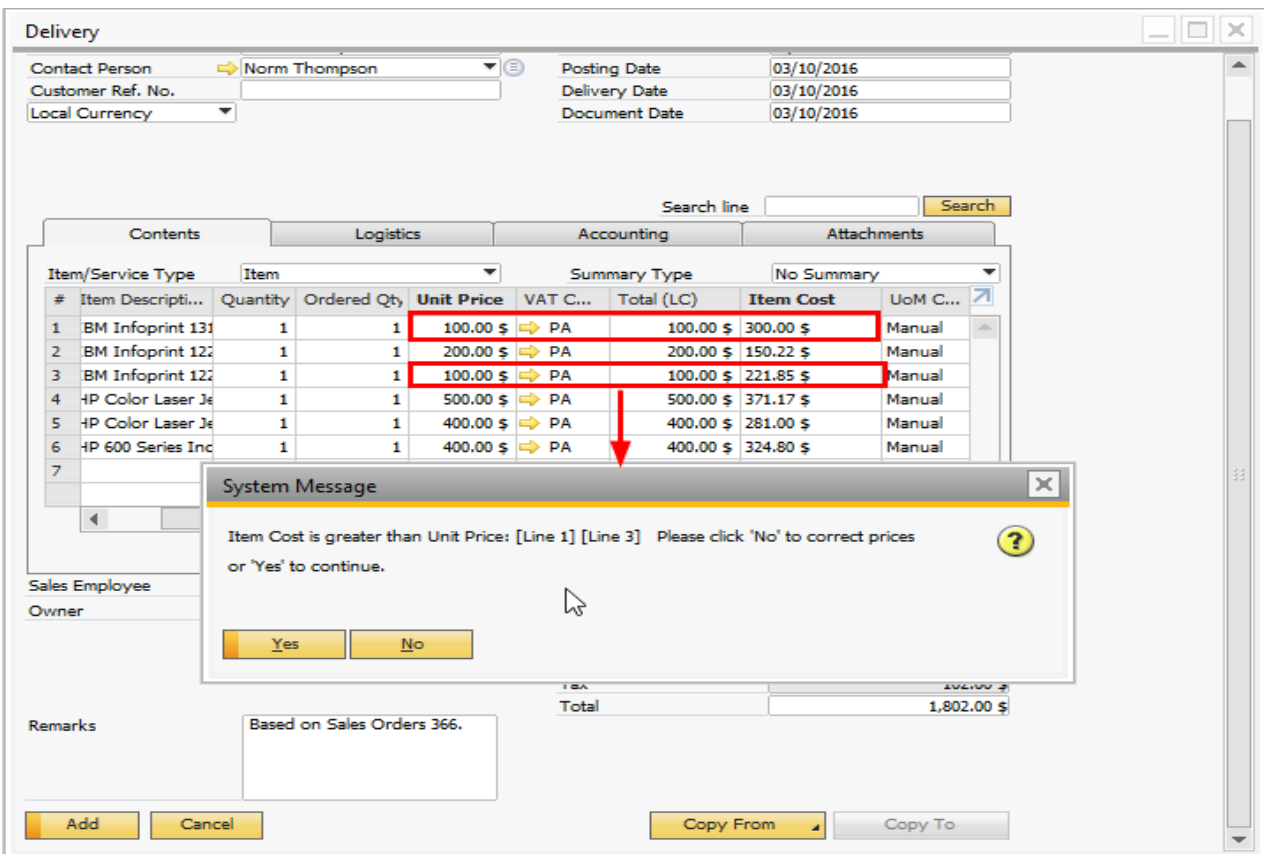 Delivery
Contact Person Norm Thompson Posting Date 03/10/2016
Customer Ref. No. Delivery Date 03/10/2016
Local Currency Document Date 03/10/2016
Search line Search
Contents Logistics Accounting Attachments
Item/Service Type Item Summary Type No Summary
# Item Descripti... Quantity Ordered Qty Unit Price VAT C... Total (LC) Item Cost UoM C...
1 BM Infoprint 131 1 1 100.00 $ PA 100.00 $ 300.00 $ Manual
2 BM Infoprint 122 1 1 200.00 $ PA 200.00 $ 150.22 $ Manual
3 BM Infoprint 122 1 1 100.00 $ PA 100.00 $ 221.85 $ Manual
4 HP Color Laser Je 1 1 500.00 $ PA 500.00 $ 371.17 $ Manual
5 HP Color Laser Je 1 1 400.00 $ PA 400.00 $ 281.00 $ Manual
6 HP 600 Series Inc 1 1 400.00 $ PA 400.00 $ 324.80 $ Manual
7
System Message
Item Cost is greater than Unit Price: [Line 1] [Line 3] Please click 'No' to correct prices
or 'Yes' to continue.
Yes No
Sales Employee
Owner
Tax 102.00 $
Total 1,802.00 $
Remarks Based on Sales Orders 366.
Add Cancel Copy From Copy To